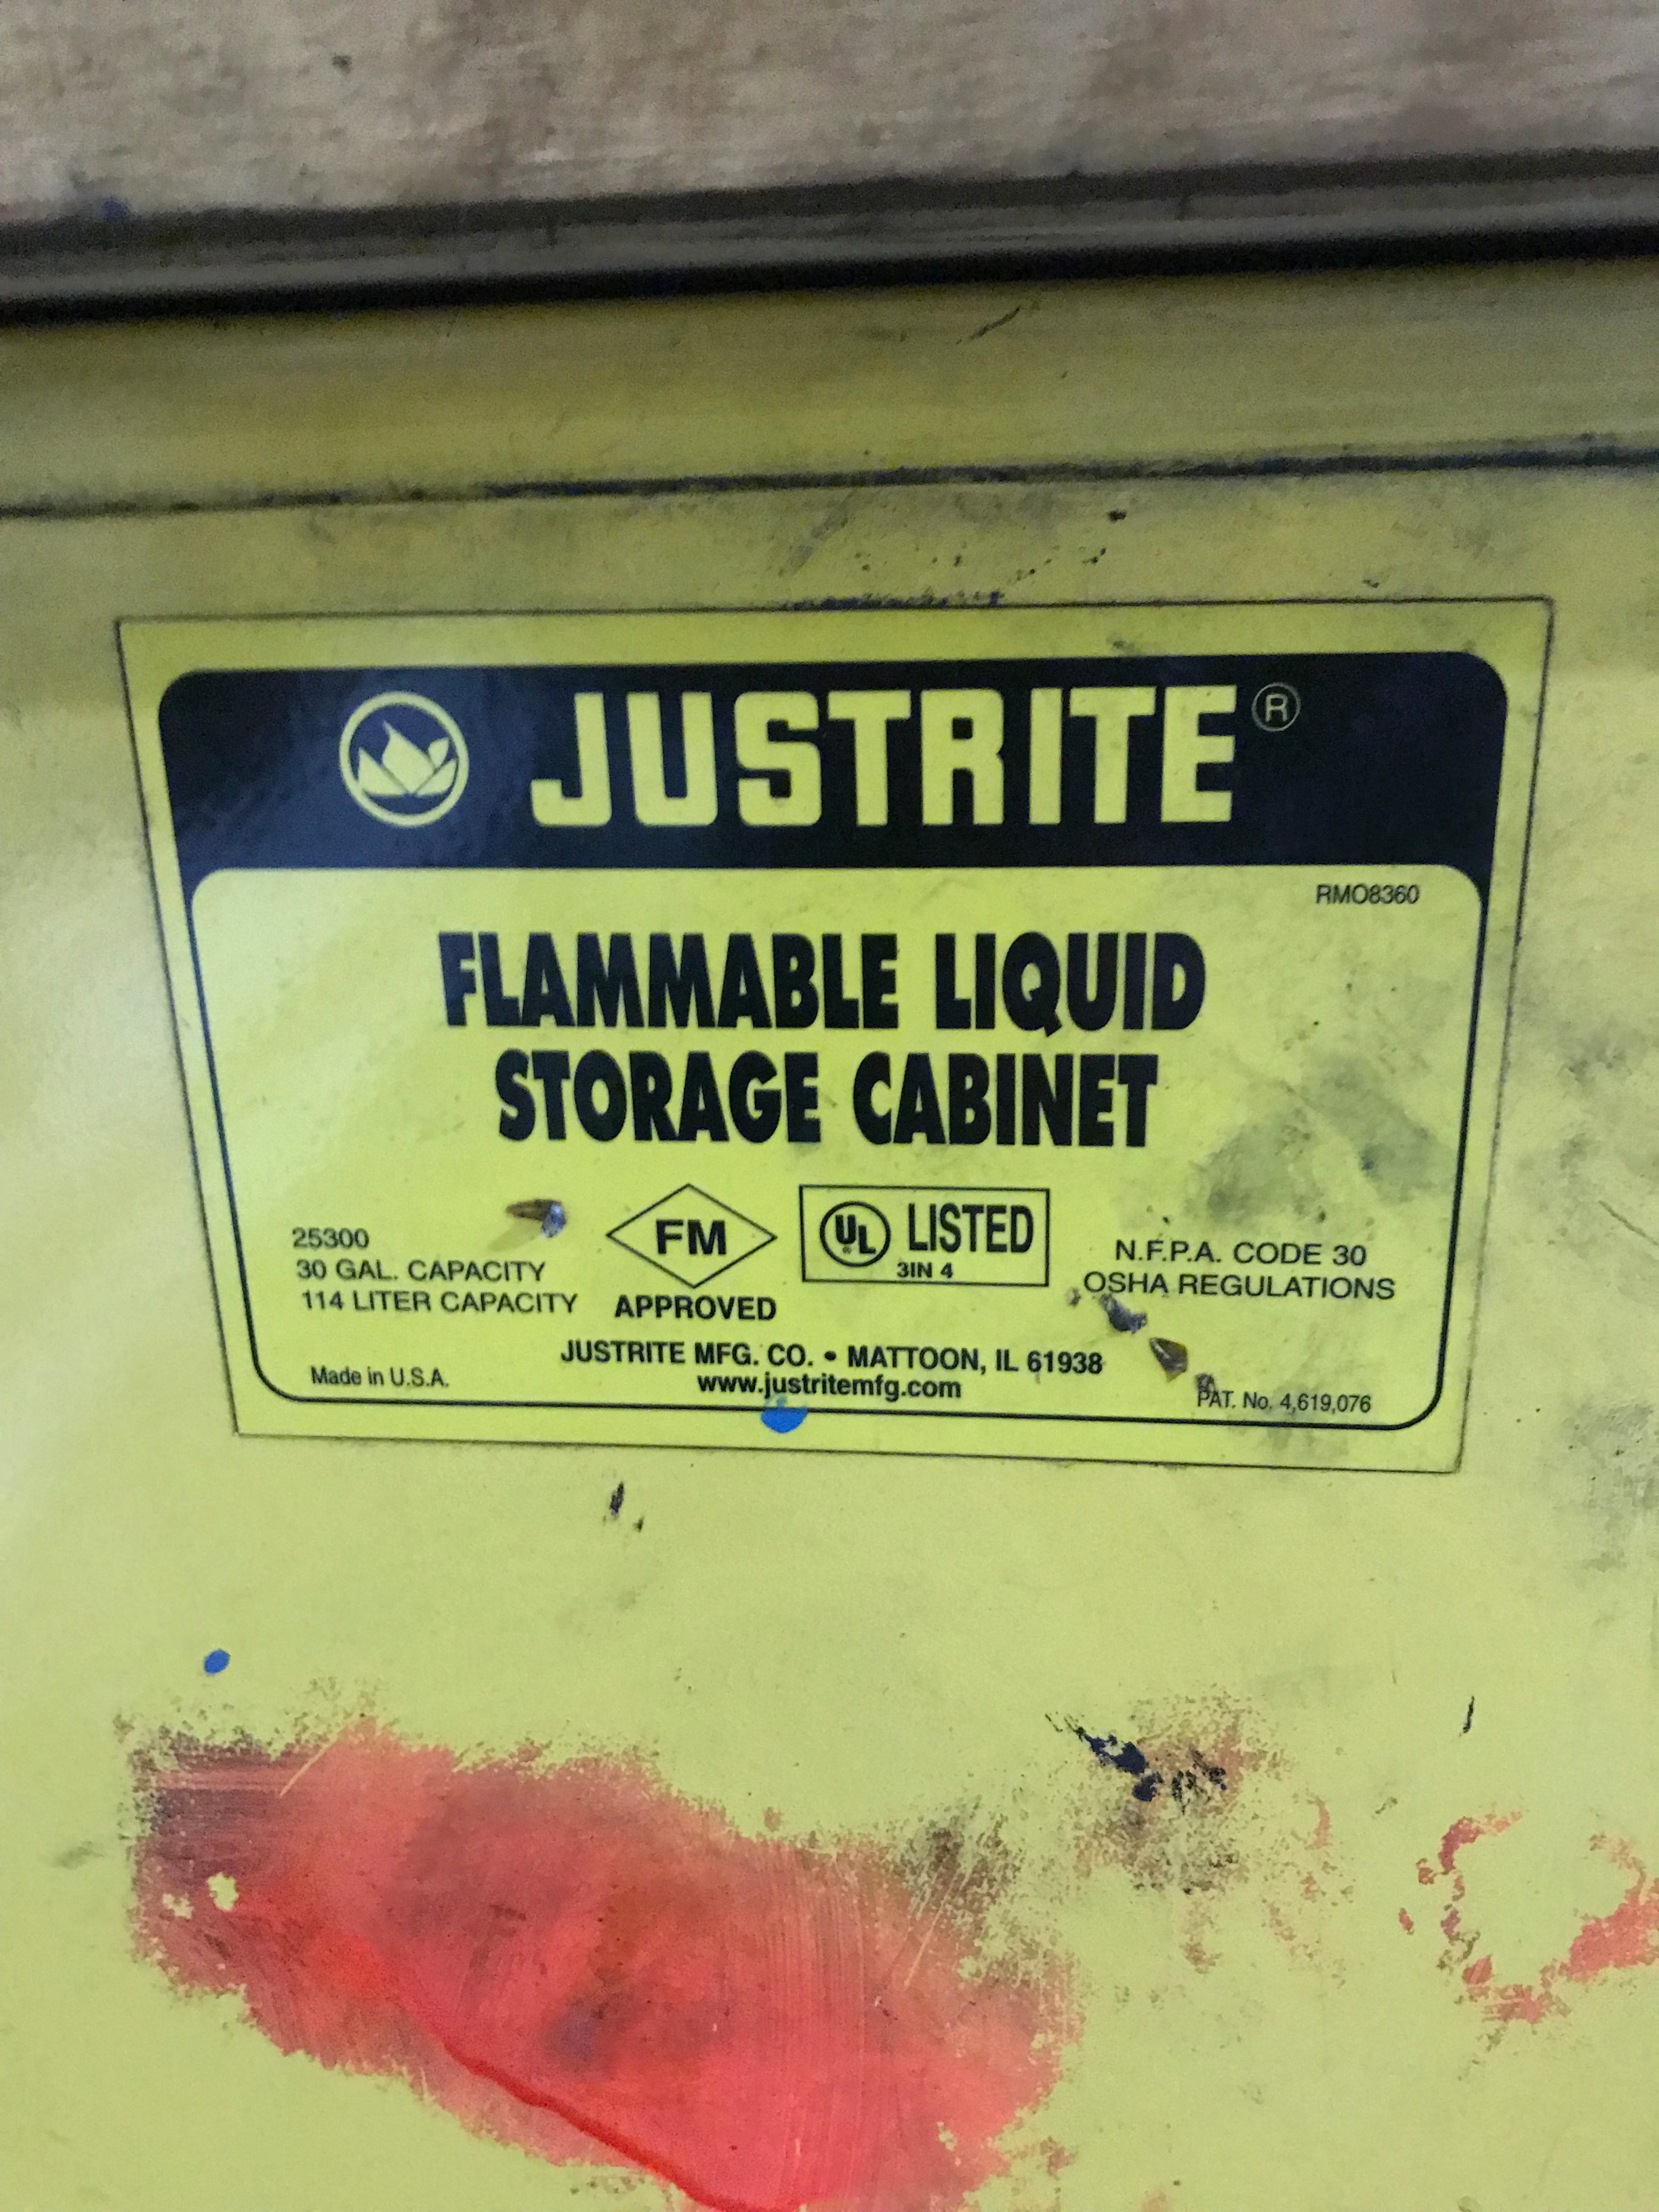 JUSTRITE®
RMO8360
FLAMMABLE LIQUID
STORAGE CABINET
25300
30 GAL. CAPACITY
114 LITER CAPACITY
FM
APPROVED
UL LISTED
3IN 4
N.F.P.A. CODE 30
OSHA REGULATIONS
JUSTRITE MFG. CO. • MATTOON, IL 61938
www.justritemfg.com
Made in U.S.A.
PAT. No. 4,619,076